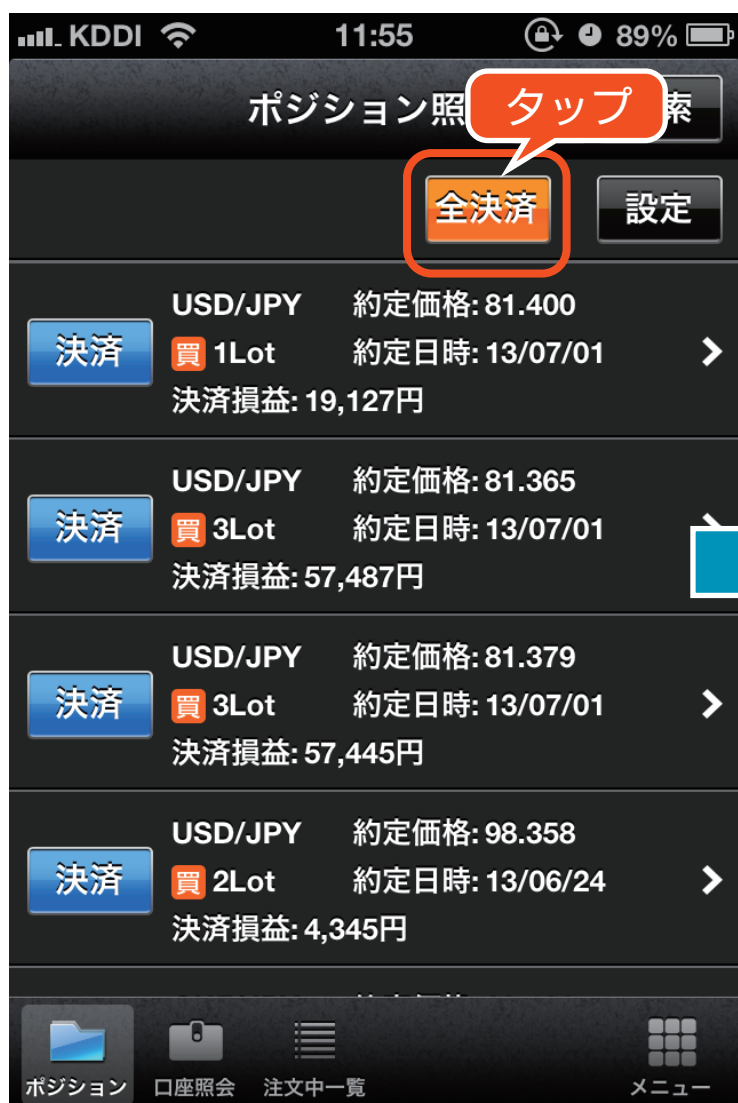 KDDI 11:55 89%
ポジション照 タップ 索
全決済 設定
USD/JPY 約定価格: 81.400
決済 買 1Lot 約定日時: 13/07/01
決済損益: 19,127円
USD/JPY 約定価格: 81.365
決済 買 3Lot 約定日時: 13/07/01
決済損益: 57,487円
USD/JPY 約定価格: 81.379
決済 買 3Lot 約定日時: 13/07/01
決済損益: 57,445円
USD/JPY 約定価格: 98.358
決済 買 2Lot 約定日時: 13/06/24
決済損益: 4,345円
ポジション 口座照会 注文中一覧 メニュー